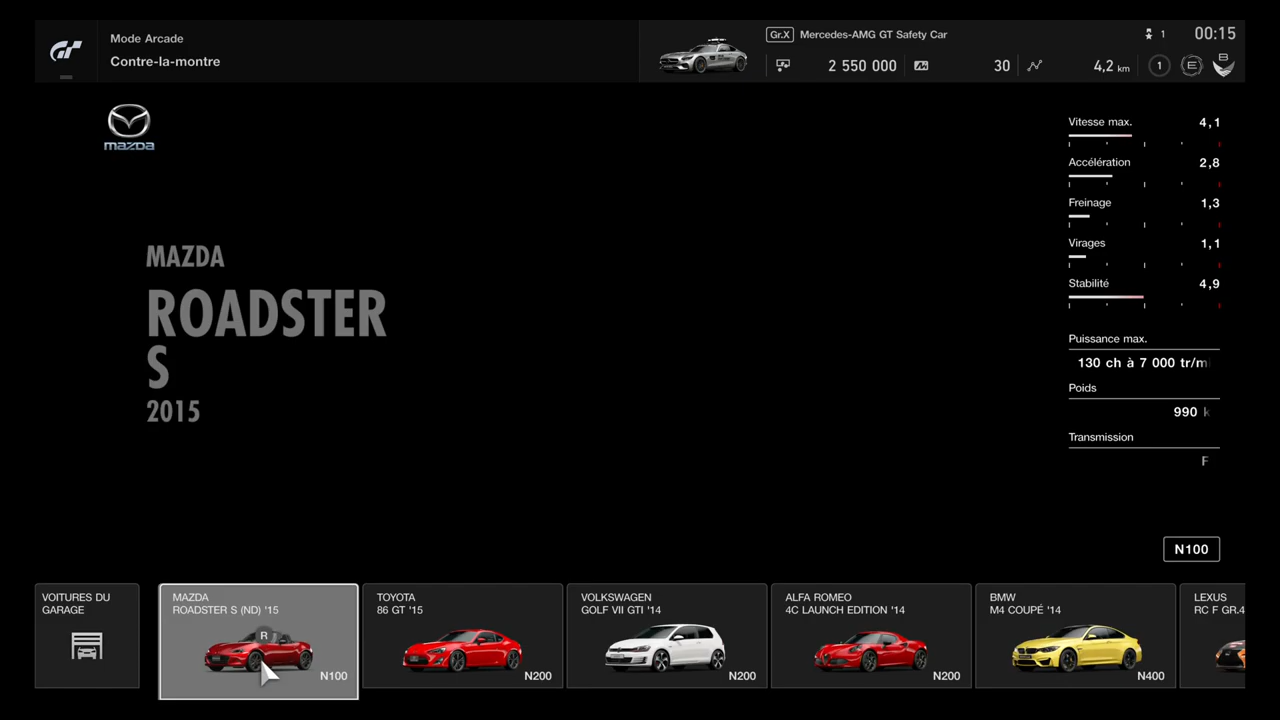 Mode Arcade
Contre-la-montre
Gr.X Mercedes-AMG GT Safety Car
1
00:15
2 550 000
30
4,2 km
1
E
B
mazda
MAZDA
ROADSTER
S
2015
Vitesse max. 4,1
Accélération 2,8
Freinage 1,3
Virages 1,1
Stabilité 4,9
Puissance max.
130 ch à 7 000 tr/m
Poids
990 k
Transmission
F
N100
VOITURES DU
GARAGE
MAZDA
ROADSTER S (ND) '15
R
N100
TOYOTA
86 GT '15
N200
VOLKSWAGEN
GOLF VII GTI '14
N200
ALFA ROMEO
4C LAUNCH EDITION '14
N200
BMW
M4 COUPÉ '14
N400
LEXUS
RC F GR.4